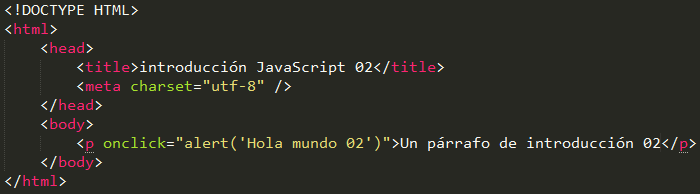 <!DOCTYPE HTML>
<html>
    <head>
        <title>introducción JavaScript 02</title>
        <meta charset="utf-8" />
    </head>
    <body>
        <p onclick="alert('Hola mundo 02')">Un párrafo de introducción 02</p>
    </body>
</html>